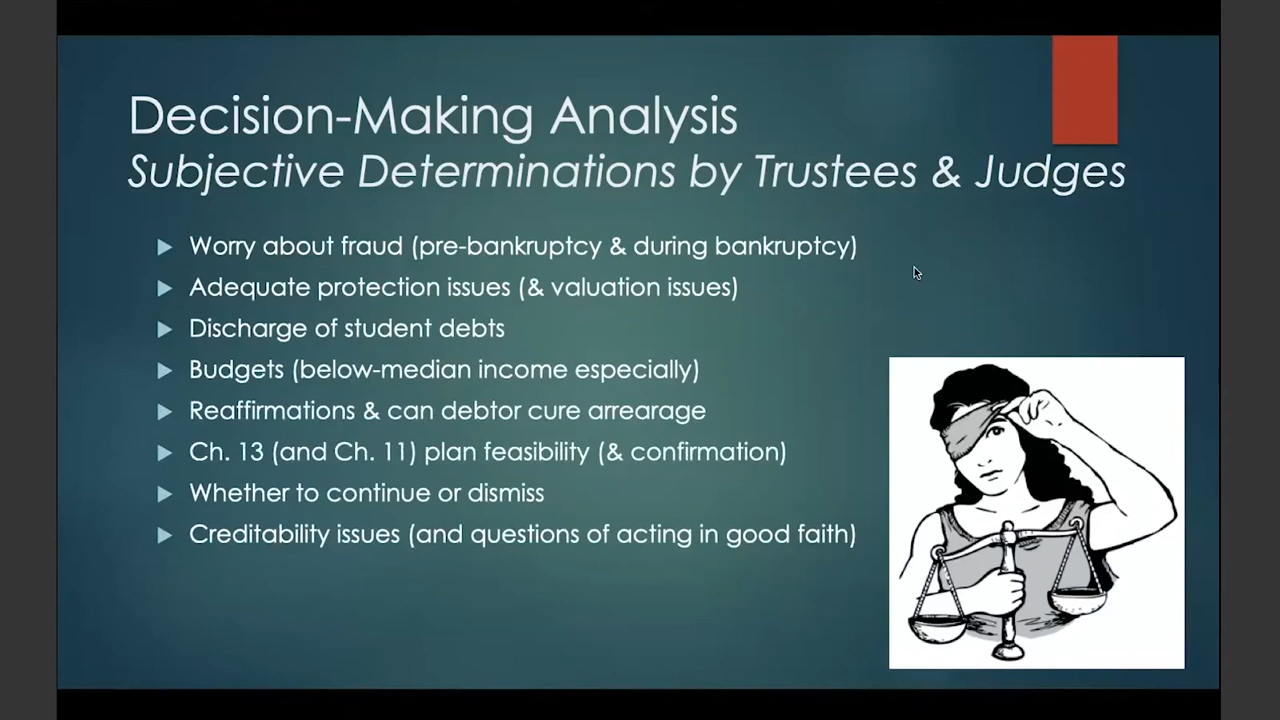 Decision-Making Analysis
Subjective Determinations by Trustees & Judges
Worry about fraud (pre-bankruptcy & during bankruptcy)
Adequate protection issues (& valuation issues)
Discharge of student debts
Budgets (below-median income especially)
Reaffirmations & can debtor cure arrearage
Ch. 13 (and Ch. 11) plan feasibility (& confirmation)
Whether to continue or dismiss
Creditability issues (and questions of acting in good faith)